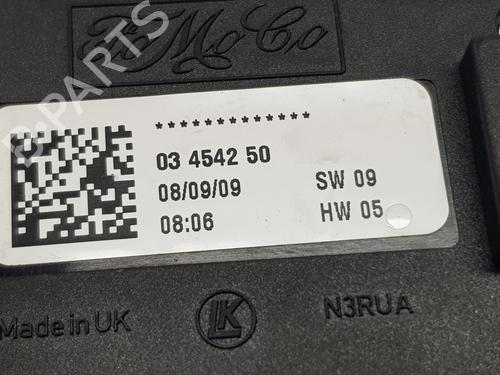 FoMoCo
B-PARTS
*************
03 4542 50
08/09/09 SW 09
08:06 HW 05
Made in UK LK N3RUA